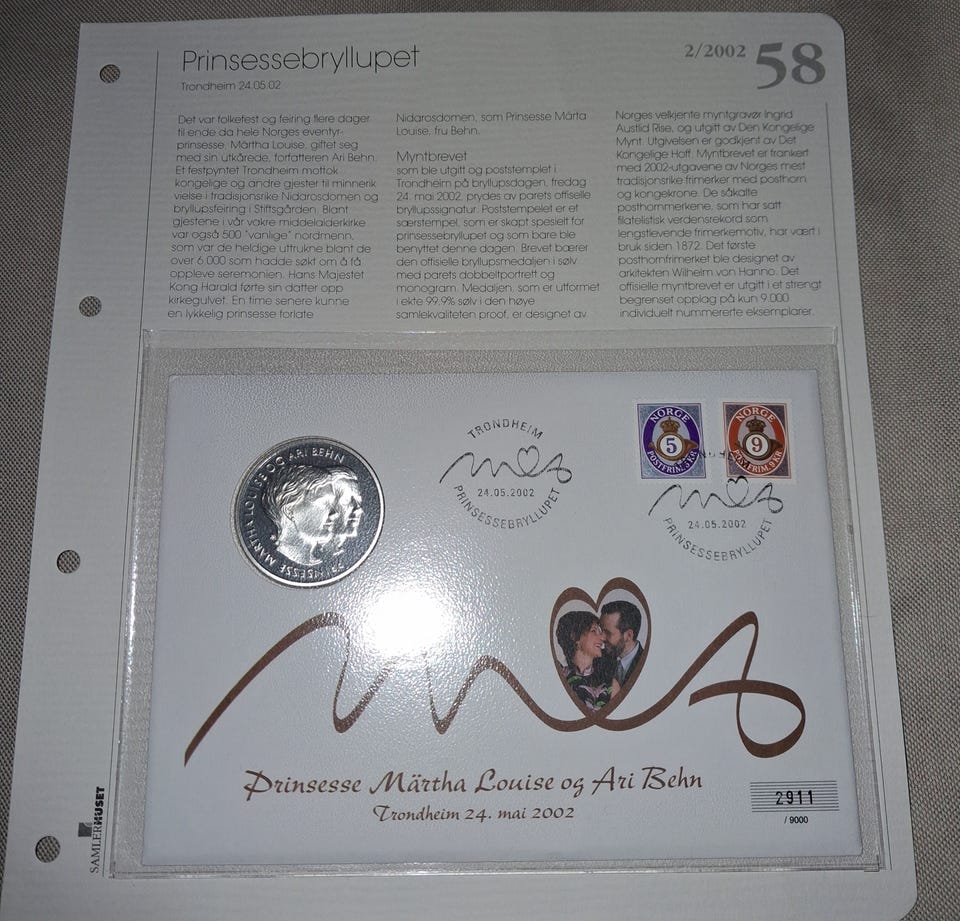 Prinsessebryllupet
Trondheim 24.05.02
2/2002 58
Det var folkefest og feiring flere dager
til ende da hele Norges eventyr-
prinsesse, Märtha Louise, giftet seg
med sin utkårede, forfatteren Ari Behn.
Et festpyntet Trondheim mottok
kongelige og andre gjester til minnerik
vielse i tradisjonsrike Nidarosdomen og
bryllupsfeiring i Stiftsgården. Blant
gjestene i vår vakre middelalderkirke
var også 500 "vanlige" nordmenn,
som var de heldige uttrukne blant de
over 6.000 som hadde søkt om å få
oppleve seremonien. Hans Majestet
Kong Harald førte sin datter opp
kirkegulvet. En time senere kunne
en lykkelig prinsesse forlate
Nidarosdomen, som Prinsesse Märta
Louise, fru Behn.
Myntbrevet
som ble utgitt og poststemplet i
Trondheim på bryllupsdagen, fredag
24. mai 2002, prydes av parets offisielle
bryllupssignatur. Poststempelet er et
særstempel, som er skapt spesielt for
prinsessebryllupet og som bare ble
benyttet denne dagen. Brevet bærer
den offisielle bryllupsmedaljen i sølv
med parets dobbeltportrett og
monogram. Medaljen, som er utformet
i ekte 99.9% sølv i den høye
samlekvaliteten proof, er designet av
Norges velkjente myntgravør Ingrid
Austlid Rise, og utgitt av Den Kongelige
Mynt. Utgivelsen er godkjent av Det
Kongelige Hoff. Myntbrevet er frankert
med 2002-utgavene av Norges mest
tradisjonsrike frimerker med posthorn
og kongekrone. De såkalte
posthornmerkene, som har satt
filatelistisk verdensrekord som
lengstlevende frimerkemotiv, har vært i
bruk siden 1872. Det første
posthornfrimerket ble designet av
arkitekten Wilhelm von Hanno. Det
offisielle myntbrevet er utgitt i et strengt
begrenset opplag på kun 9.000
individuelt nummererte eksemplarer.
PRINSESSE MÄRTHA LOUISE OG ARI BEHN
TRONDHEIM
24.05.2002
PRINSESSEBRYLLUPET
NORGE
5
POSTFRIM. 5 KR
NORGE
9
POSTFRIM. 9 KR
24.05.2002
PRINSESSEBRYLLUPET
Prinsesse Märtha Louise og Ari Behn
Trondheim 24. mai 2002
2911
/ 9000
SAMLERHUSET